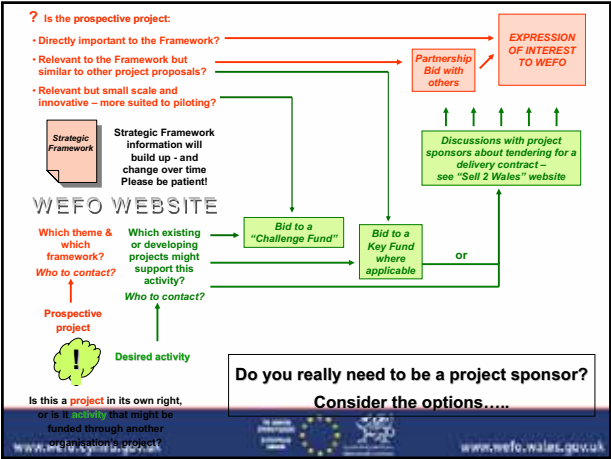 ? Is the prospective project:
• Directly important to the Framework?
• Relevant to the Framework but
similar to other project proposals?
• Relevant but small scale and
innovative – more suited to piloting?
EXPRESSION
OF INTEREST
TO WEFO
Partnership
Bid with
others
Strategic
Framework
Strategic Framework
information will
build up - and
change over time
Please be patient!
Discussions with project
sponsors about tendering for a
delivery contract –
see “Sell 2 Wales” website
WEFO WEBSITE
Which theme &
which
framework?
Who to contact?
Which existing
or developing
projects might
support this
activity?
Who to contact?
Bid to a
“Challenge Fund”
Bid to a
Key Fund
where
applicable
or
Prospective
project
!
Desired activity
Is this a project in its own right,
or is it activity that might be
funded through another
organisation’s project?
Do you really need to be a project sponsor?
Consider the options…..
www.wefo.cymru.gov.uk
www.wefo.wales.gov.uk